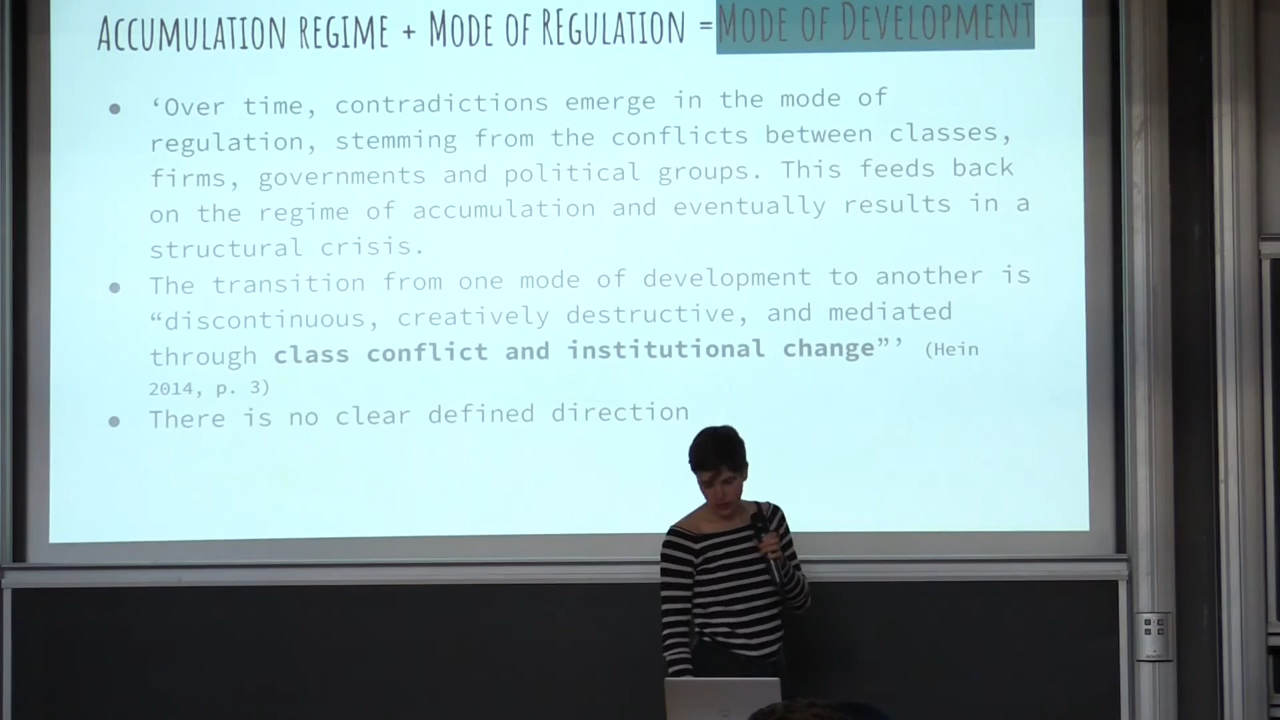 ACCUMULATION REGIME + MODE OF REGULATION = MODE OF DEVELOPMENT
● ‘Over time, contradictions emerge in the mode of
regulation, stemming from the conflicts between classes,
firms, governments and political groups. This feeds back
on the regime of accumulation and eventually results in a
structural crisis.
● The transition from one mode of development to another is
“discontinuous, creatively destructive, and mediated
through class conflict and institutional change”’ (Hein
2014, p. 3)
● There is no clear defined direction